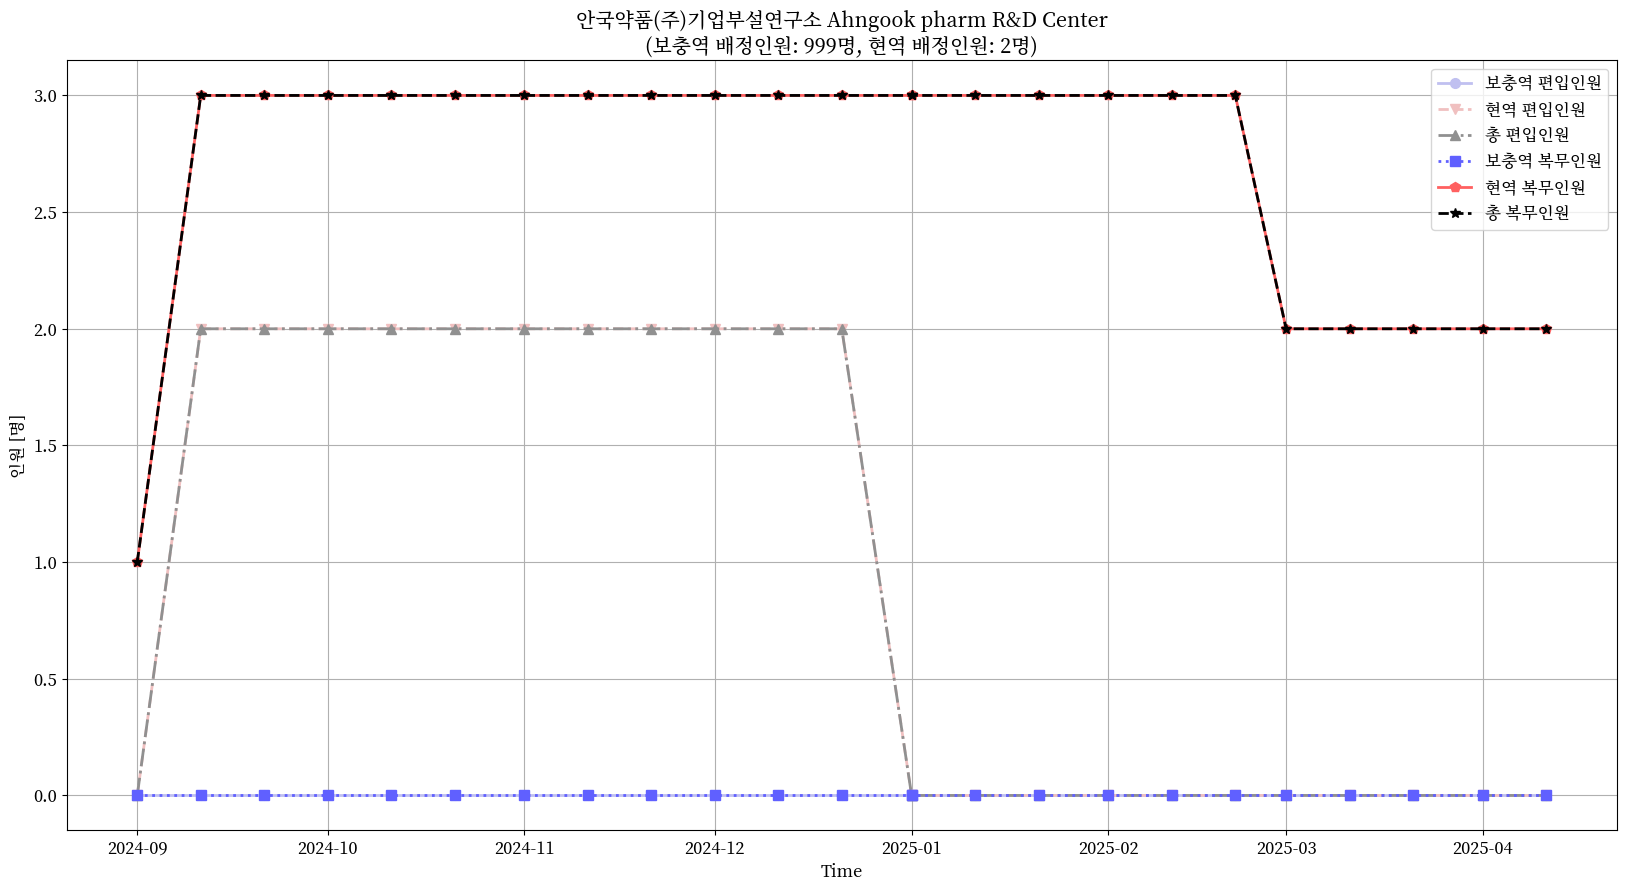 안국약품(주)기업부설연구소 Ahngook pharm R&D Center
(보충역 배정인원: 999명, 현역 배정인원: 2명)
보충역 편입인원
현역 편입인원
총 편입인원
보충역 복무인원
현역 복무인원
총 복무인원
인원 [명]
3.0
2.5
2.0
1.5
1.0
0.5
0.0
2024-09
2024-10
2024-11
2024-12
2025-01
2025-02
2025-03
2025-04
Time